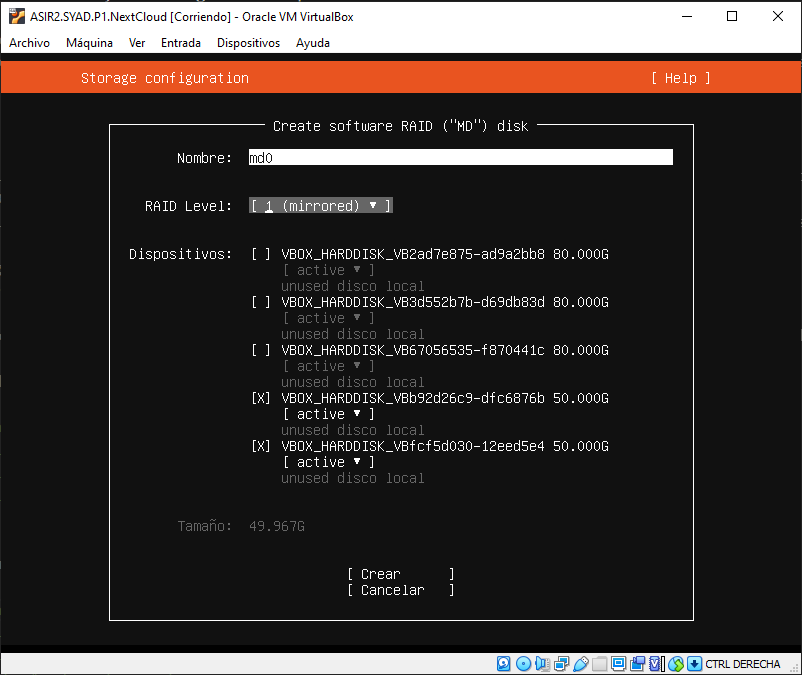 ASIR2.SYAD.P1.NextCloud [Corriendo] - Oracle VM VirtualBox
Archivo Máquina Ver Entrada Dispositivos Ayuda
Storage configuration [ Help ]
Create software RAID ("MD") disk
Nombre: md0
RAID Level: [ 1 (mirrored) ▾ ]
Dispositivos: [ ] VBOX_HARDDISK_VB2ad7e875-ad9a2bb8 80.000G
[ active ▾ ]
unused disco local
[ ] VBOX_HARDDISK_VB3d552b7b-d69db83d 80.000G
[ active ▾ ]
unused disco local
[ ] VBOX_HARDDISK_VB67056535-f870441c 80.000G
[ active ▾ ]
unused disco local
[X] VBOX_HARDDISK_VBb92d26c9-dfc6876b 50.000G
[ active ▾ ]
unused disco local
[X] VBOX_HARDDISK_VBfcf5d030-12eed5e4 50.000G
[ active ▾ ]
unused disco local
Tamaño: 49.967G
[ Crear ]
[ Cancelar ]
CTRL DERECHA